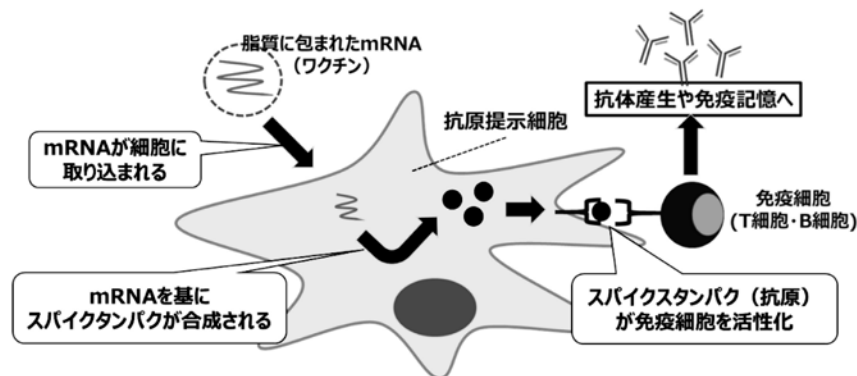 脂質に包まれたmRNA
（ワクチン）
mRNAが細胞に
取り込まれる
抗原提示細胞
抗体産生や免疫記憶へ
免疫細胞
(T細胞・B細胞)
mRNAを基に
スパイクタンパクが合成される
スパイクスタンパク（抗原）
が免疫細胞を活性化